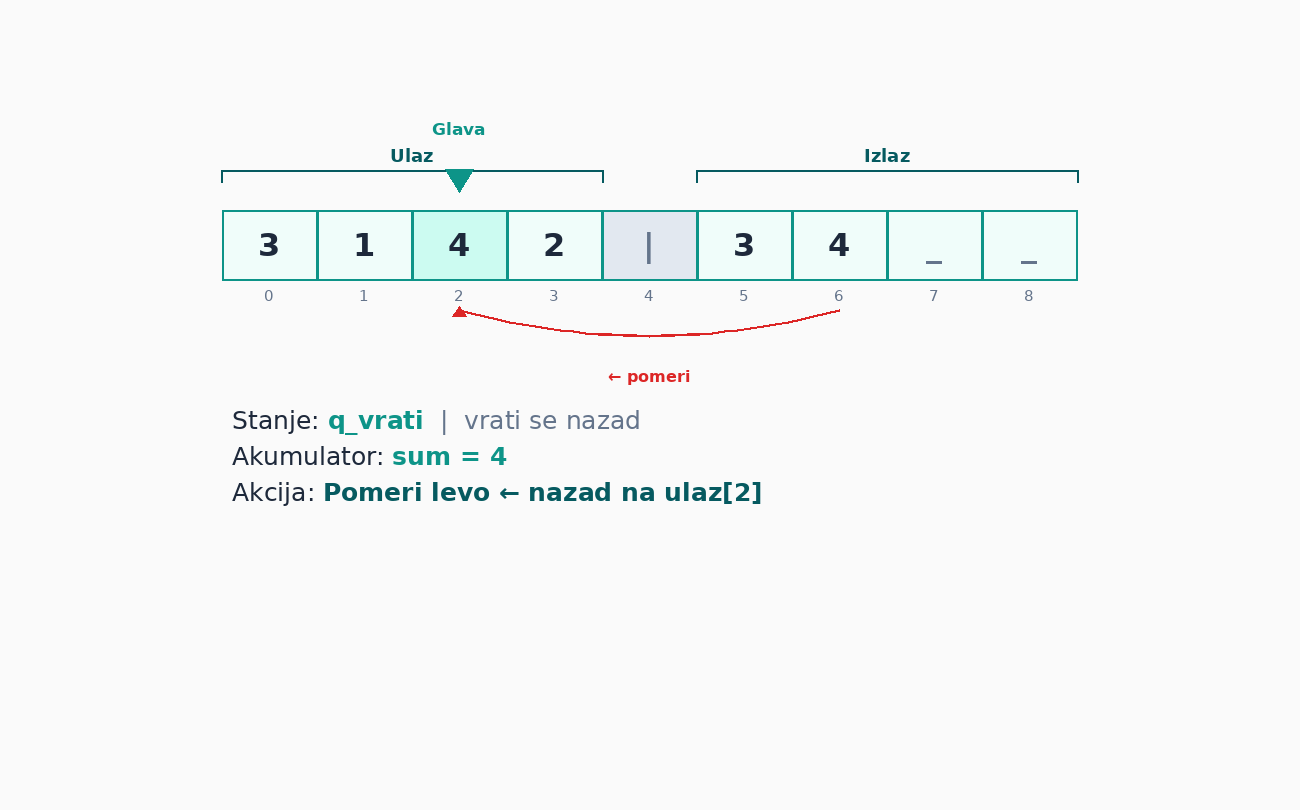 Glava
Ulaz Izlaz
3 1 4 2 | 3 4 _ _
0 1 2 3 4 5 6 7 8
← pomeri
Stanje: q_vrati | vrati se nazad
Akumulator: sum = 4
Akcija: Pomeri levo ← nazad na ulaz[2]